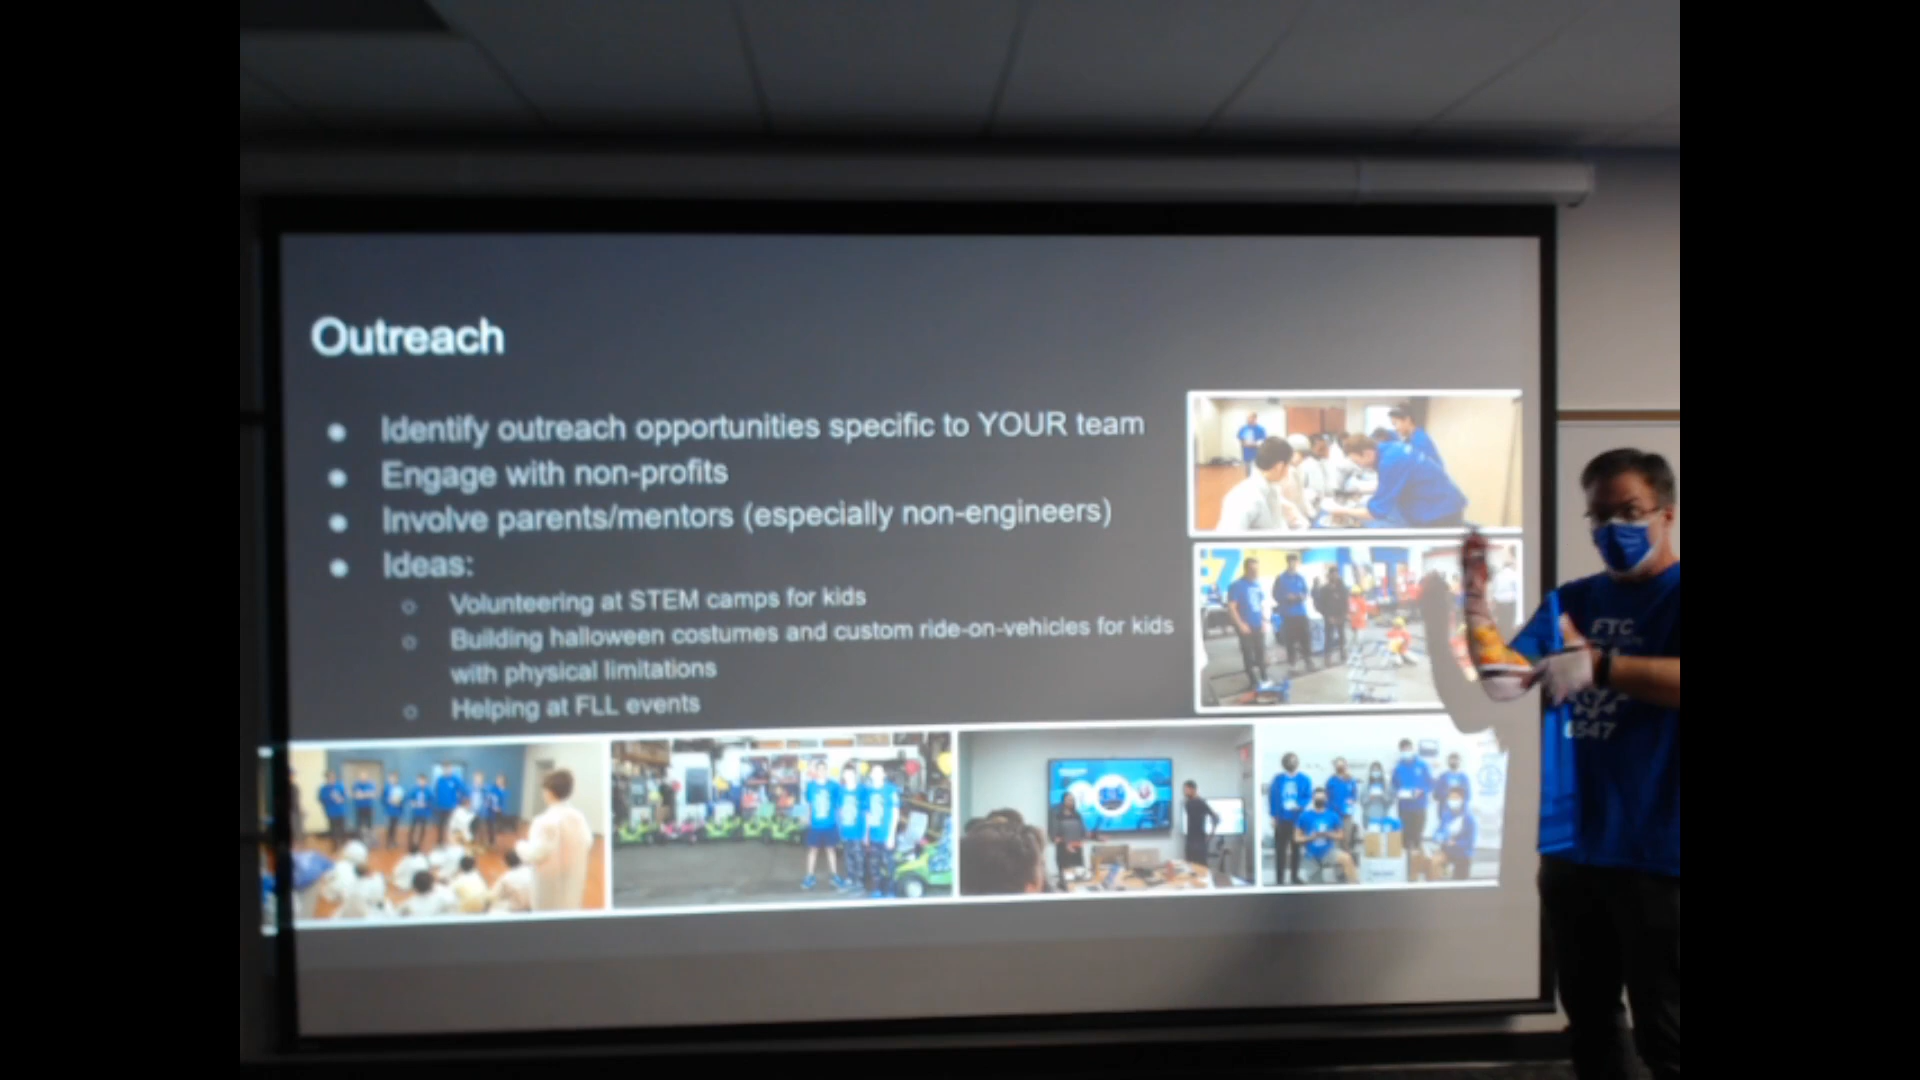 Outreach
● Identify outreach opportunities specific to YOUR team
● Engage with non-profits
● Involve parents/mentors (especially non-engineers)
● Ideas:
○ Volunteering at STEM camps for kids
○ Building halloween costumes and custom ride-on-vehicles for kids
with physical limitations
○ Helping at FLL events
FTC
6547